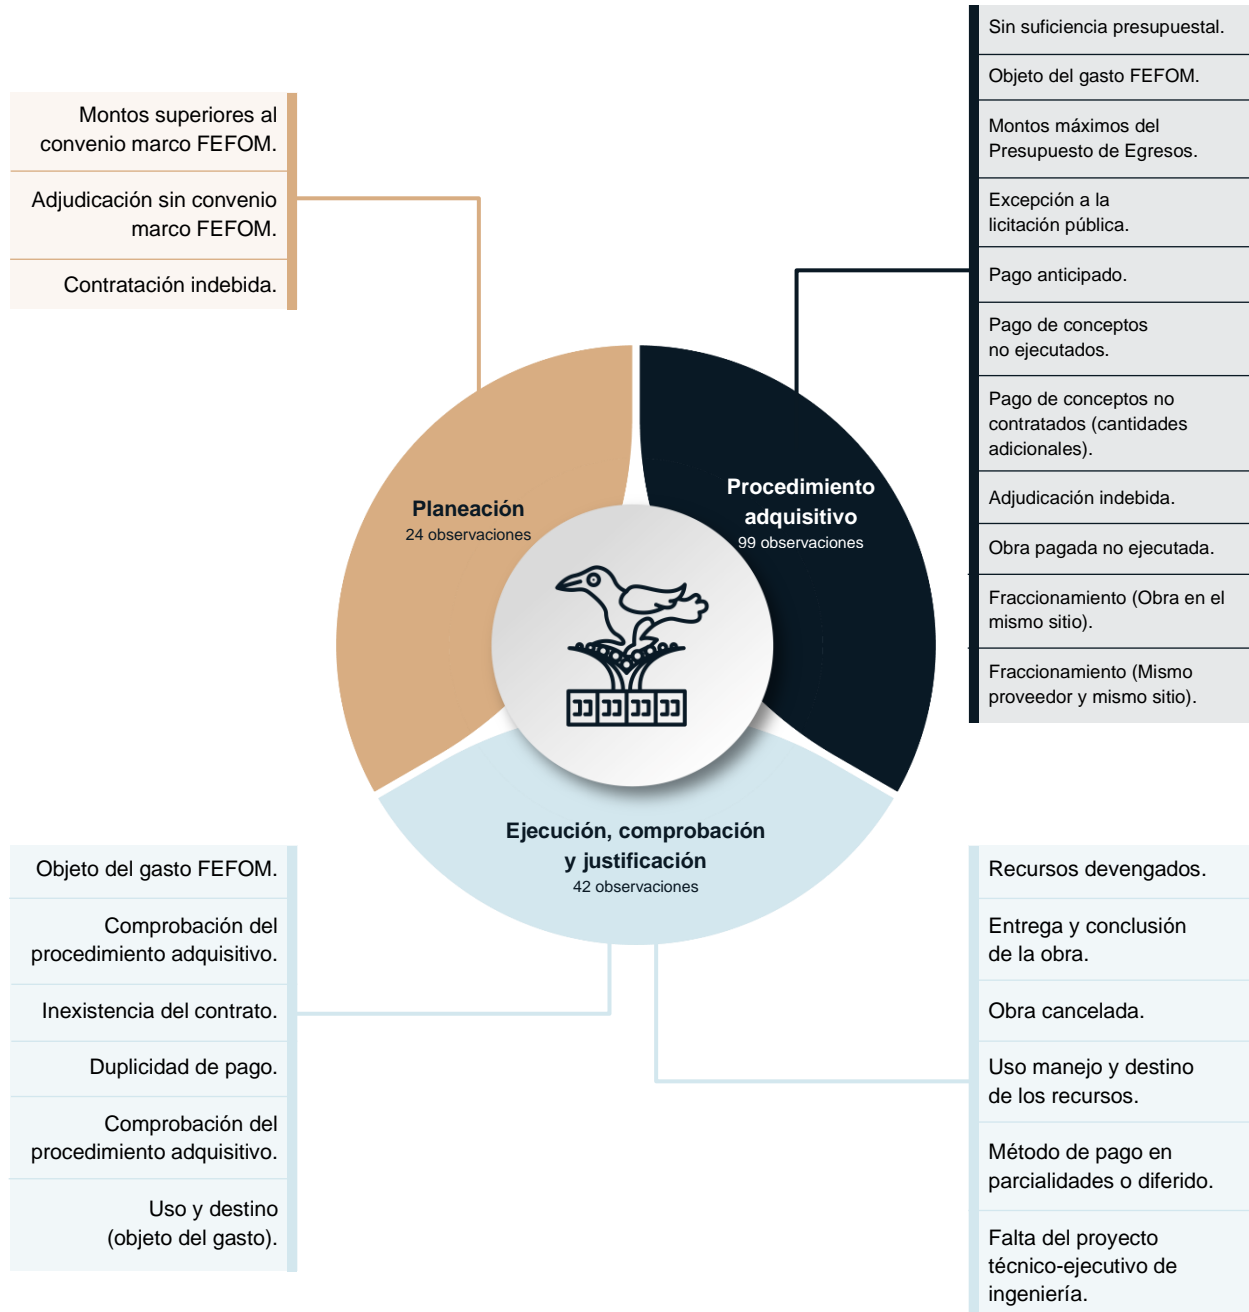 Montos superiores al
convenio marco FEFOM.
Adjudicación sin convenio
marco FEFOM.
Contratación indebida.
Sin suficiencia presupuestal.
Objeto del gasto FEFOM.
Montos máximos del
Presupuesto de Egresos.
Excepción a la
licitación pública.
Pago anticipado.
Pago de conceptos
no ejecutados.
Pago de conceptos no
contratados (cantidades
adicionales).
Adjudicación indebida.
Obra pagada no ejecutada.
Fraccionamiento (Obra en el
mismo sitio).
Fraccionamiento (Mismo
proveedor y mismo sitio).
Planeación
24 observaciones
Procedimiento
adquisitivo
99 observaciones
Ejecución, comprobación
y justificación
42 observaciones
Objeto del gasto FEFOM.
Comprobación del
procedimiento adquisitivo.
Inexistencia del contrato.
Duplicidad de pago.
Comprobación del
procedimiento adquisitivo.
Uso y destino
(objeto del gasto).
Recursos devengados.
Entrega y conclusión
de la obra.
Obra cancelada.
Uso manejo y destino
de los recursos.
Método de pago en
parcialidades o diferido.
Falta del proyecto
técnico-ejecutivo de
ingeniería.